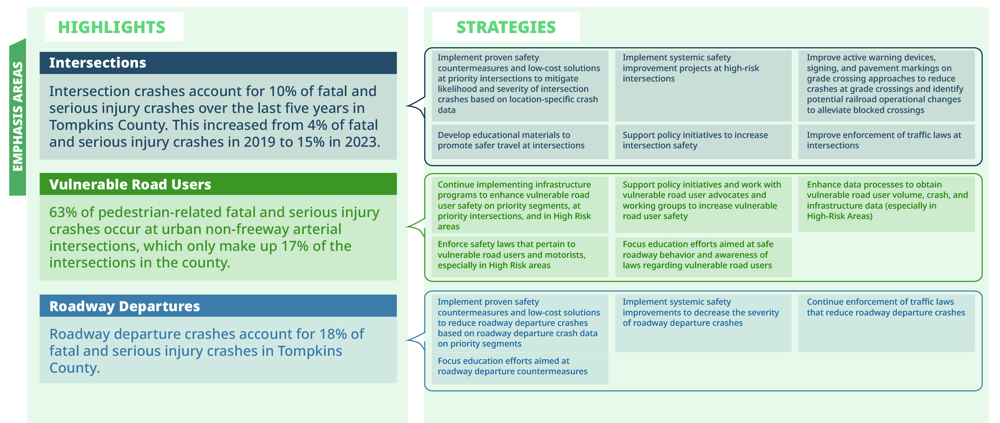 HIGHLIGHTS
STRATEGIES
EMPHASIS AREAS
Intersections
Intersection crashes account for 10% of fatal and
serious injury crashes over the last five years in
Tompkins County. This increased from 4% of fatal
and serious injury crashes in 2019 to 15% in 2023.
Implement proven safety
countermeasures and low-cost solutions
at priority intersections to mitigate
likelihood and severity of intersection
crashes based on location-specific crash
data
Implement systemic safety
improvement projects at high-risk
intersections
Improve active warning devices,
signing, and pavement markings on
grade crossing approaches to reduce
crashes at grade crossings and identify
potential railroad operational changes
to alleviate blocked crossings
Develop educational materials to
promote safer travel at intersections
Support policy initiatives to increase
intersection safety
Improve enforcement of traffic laws at
intersections
Vulnerable Road Users
63% of pedestrian-related fatal and serious injury
crashes occur at urban non-freeway arterial
intersections, which only make up 17% of the
intersections in the county.
Continue implementing infrastructure
programs to enhance vulnerable road
user safety on priority segments, at
priority intersections, and in High Risk
areas
Support policy initiatives and work with
vulnerable road user advocates and
working groups to increase vulnerable
road user safety
Enhance data processes to obtain
vulnerable road user volume, crash, and
infrastructure data (especially in
High-Risk Areas)
Enforce safety laws that pertain to
vulnerable road users and motorists,
especially in High Risk areas
Focus education efforts aimed at safe
roadway behavior and awareness of
laws regarding vulnerable road users
Roadway Departures
Roadway departure crashes account for 18% of
fatal and serious injury crashes in Tompkins
County.
Implement proven safety
countermeasures and low-cost solutions
to reduce roadway departure crashes
based on roadway departure crash data
on priority segments
Implement systemic safety
improvements to decrease the severity
of roadway departure crashes
Continue enforcement of traffic laws
that reduce roadway departure crashes
Focus education efforts aimed at
roadway departure countermeasures